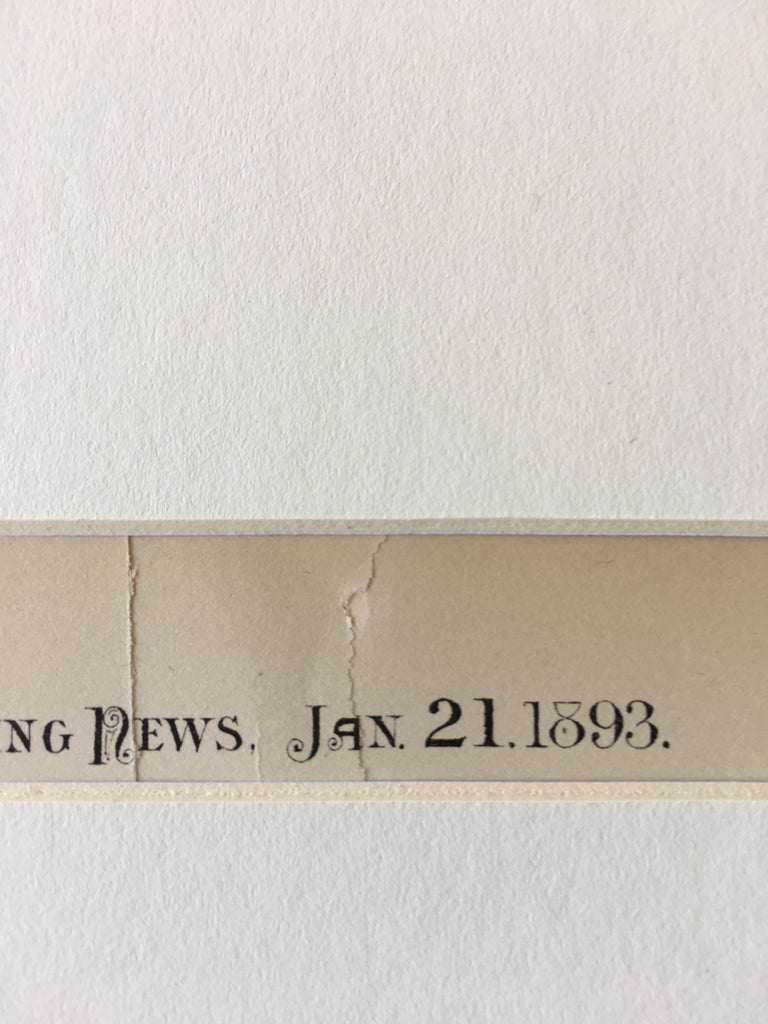 NG NEWS, JAN. 21.1893.